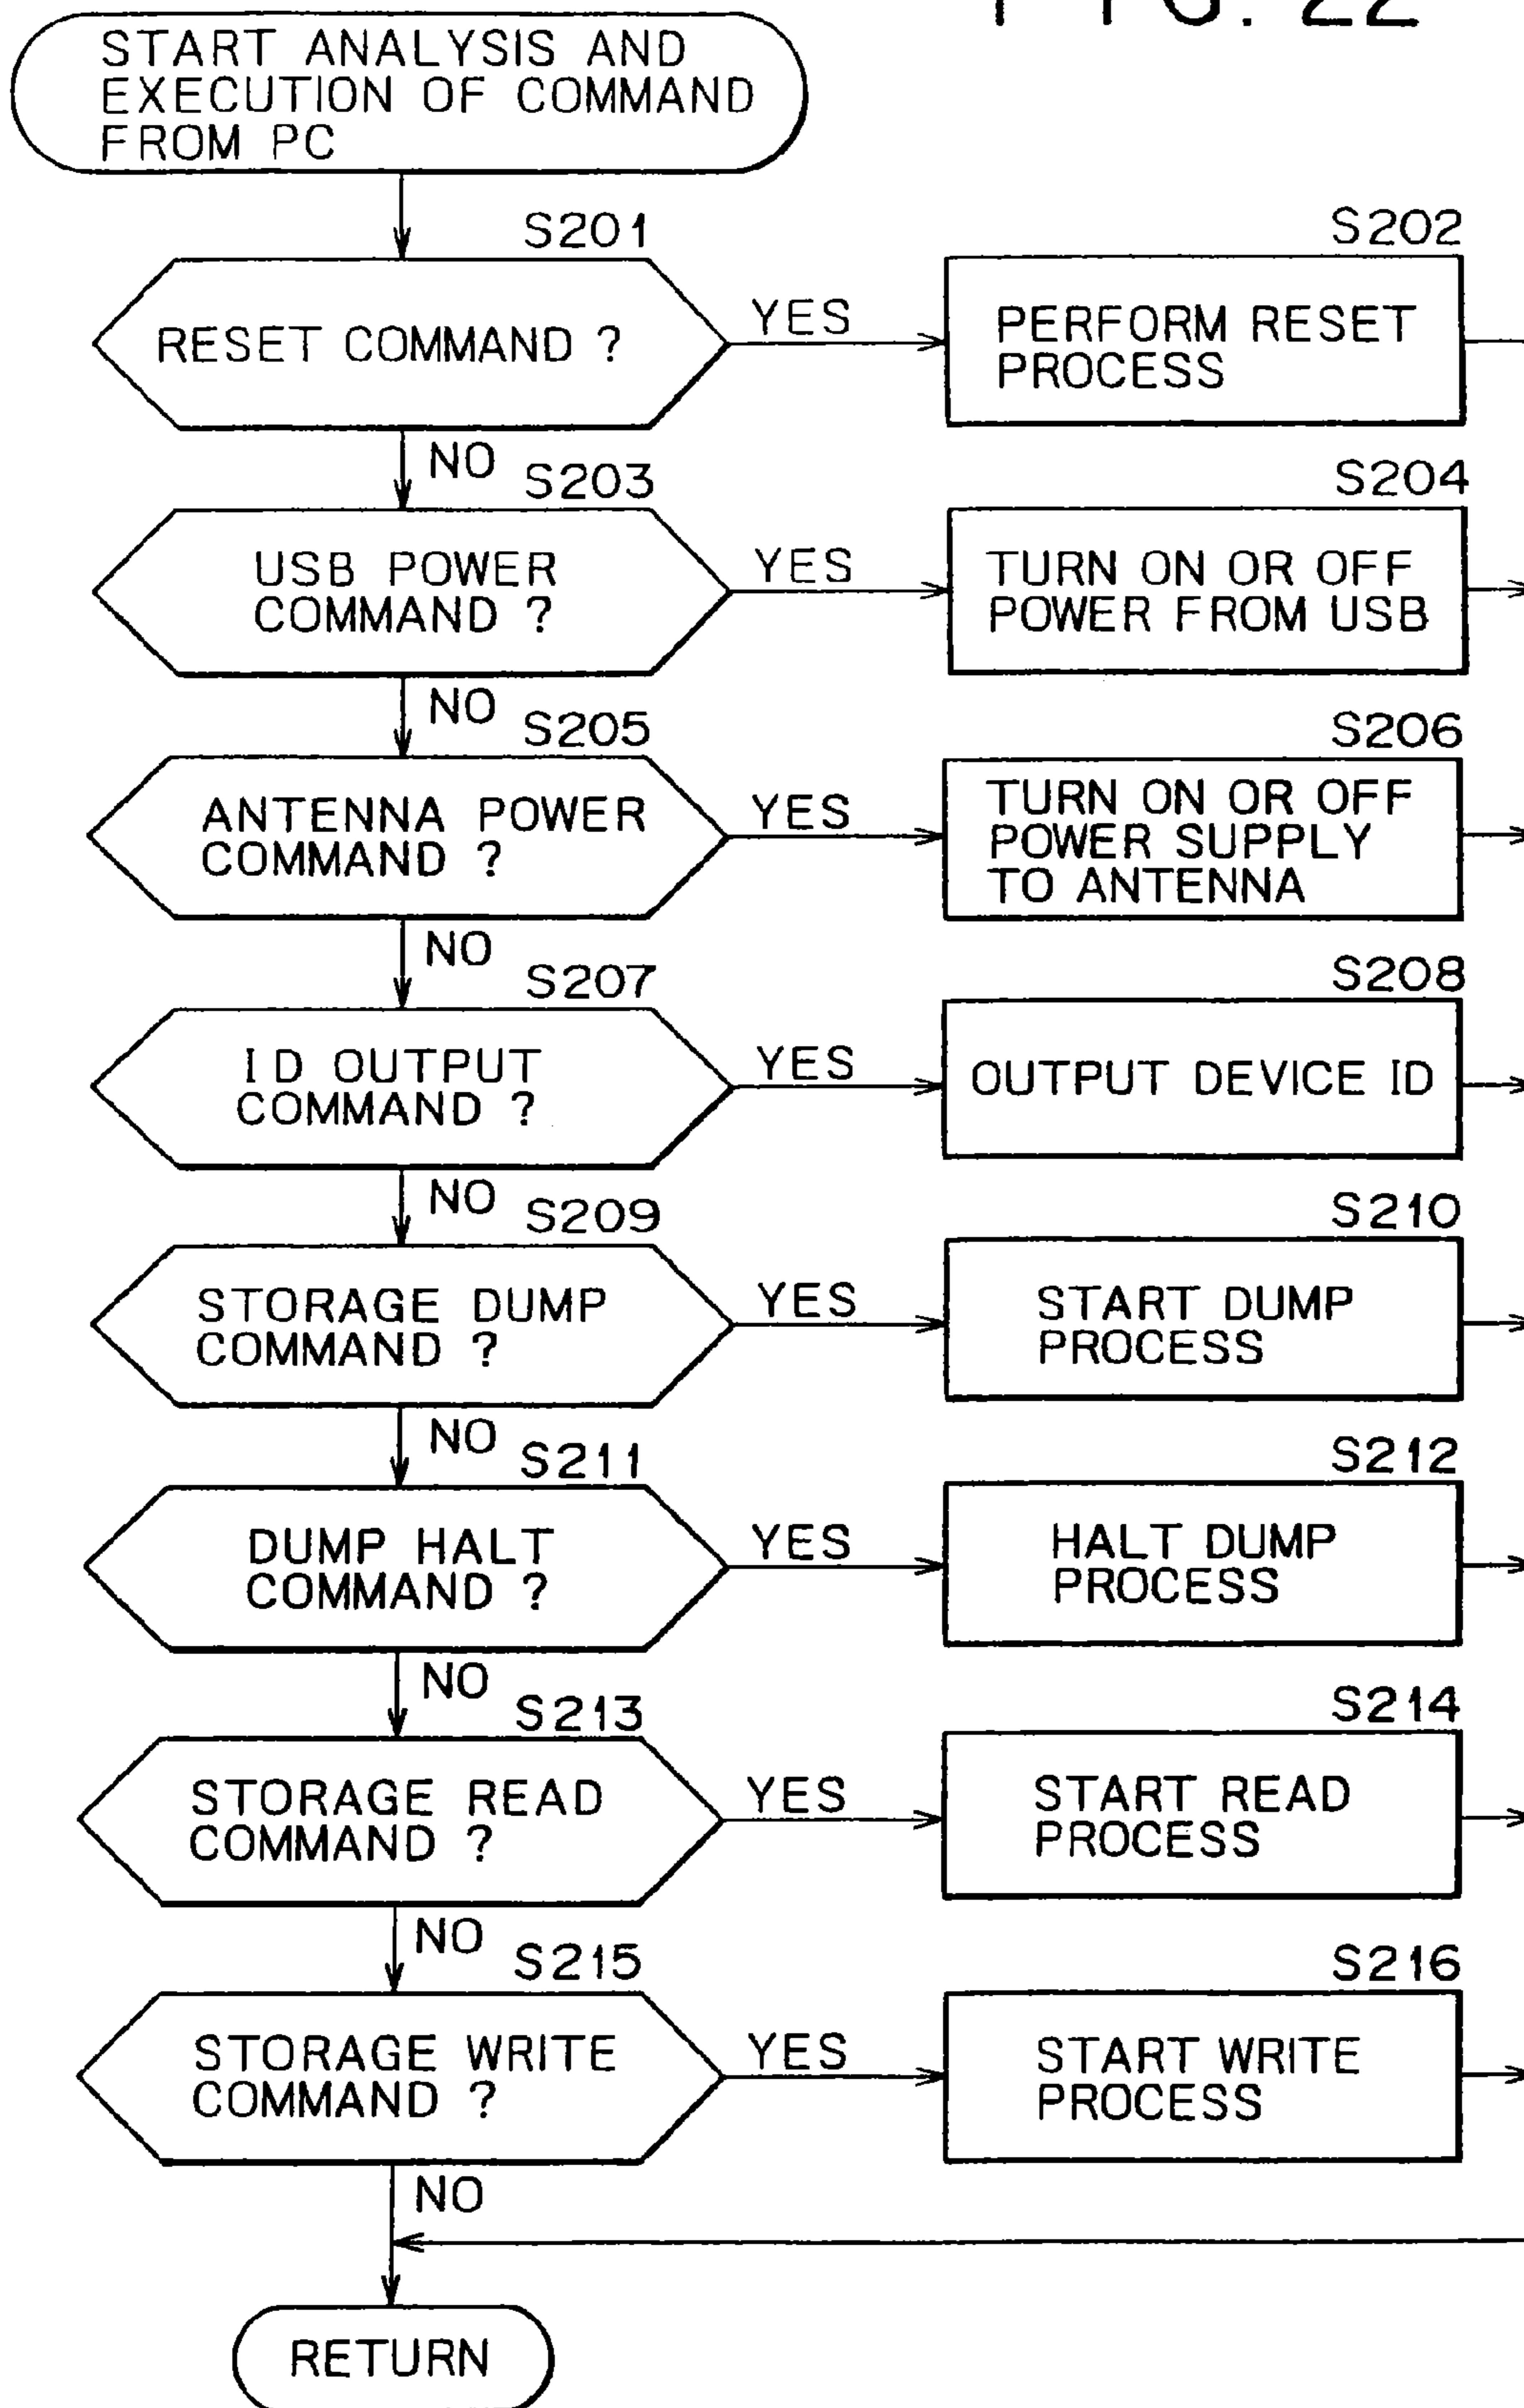 FIG. 22
START ANALYSIS AND
EXECUTION OF COMMAND
FROM PC
S201
RESET COMMAND ?
YES
S202
PERFORM RESET
PROCESS
NO
S203
USB POWER
COMMAND ?
YES
S204
TURN ON OR OFF
POWER FROM USB
NO
S205
ANTENNA POWER
COMMAND ?
YES
S206
TURN ON OR OFF
POWER SUPPLY
TO ANTENNA
NO
S207
ID OUTPUT
COMMAND ?
YES
S208
OUTPUT DEVICE ID
NO
S209
STORAGE DUMP
COMMAND ?
YES
S210
START DUMP
PROCESS
NO
S211
DUMP HALT
COMMAND ?
YES
S212
HALT DUMP
PROCESS
NO
S213
STORAGE READ
COMMAND ?
YES
S214
START READ
PROCESS
NO
S215
STORAGE WRITE
COMMAND ?
YES
S216
START WRITE
PROCESS
NO
RETURN